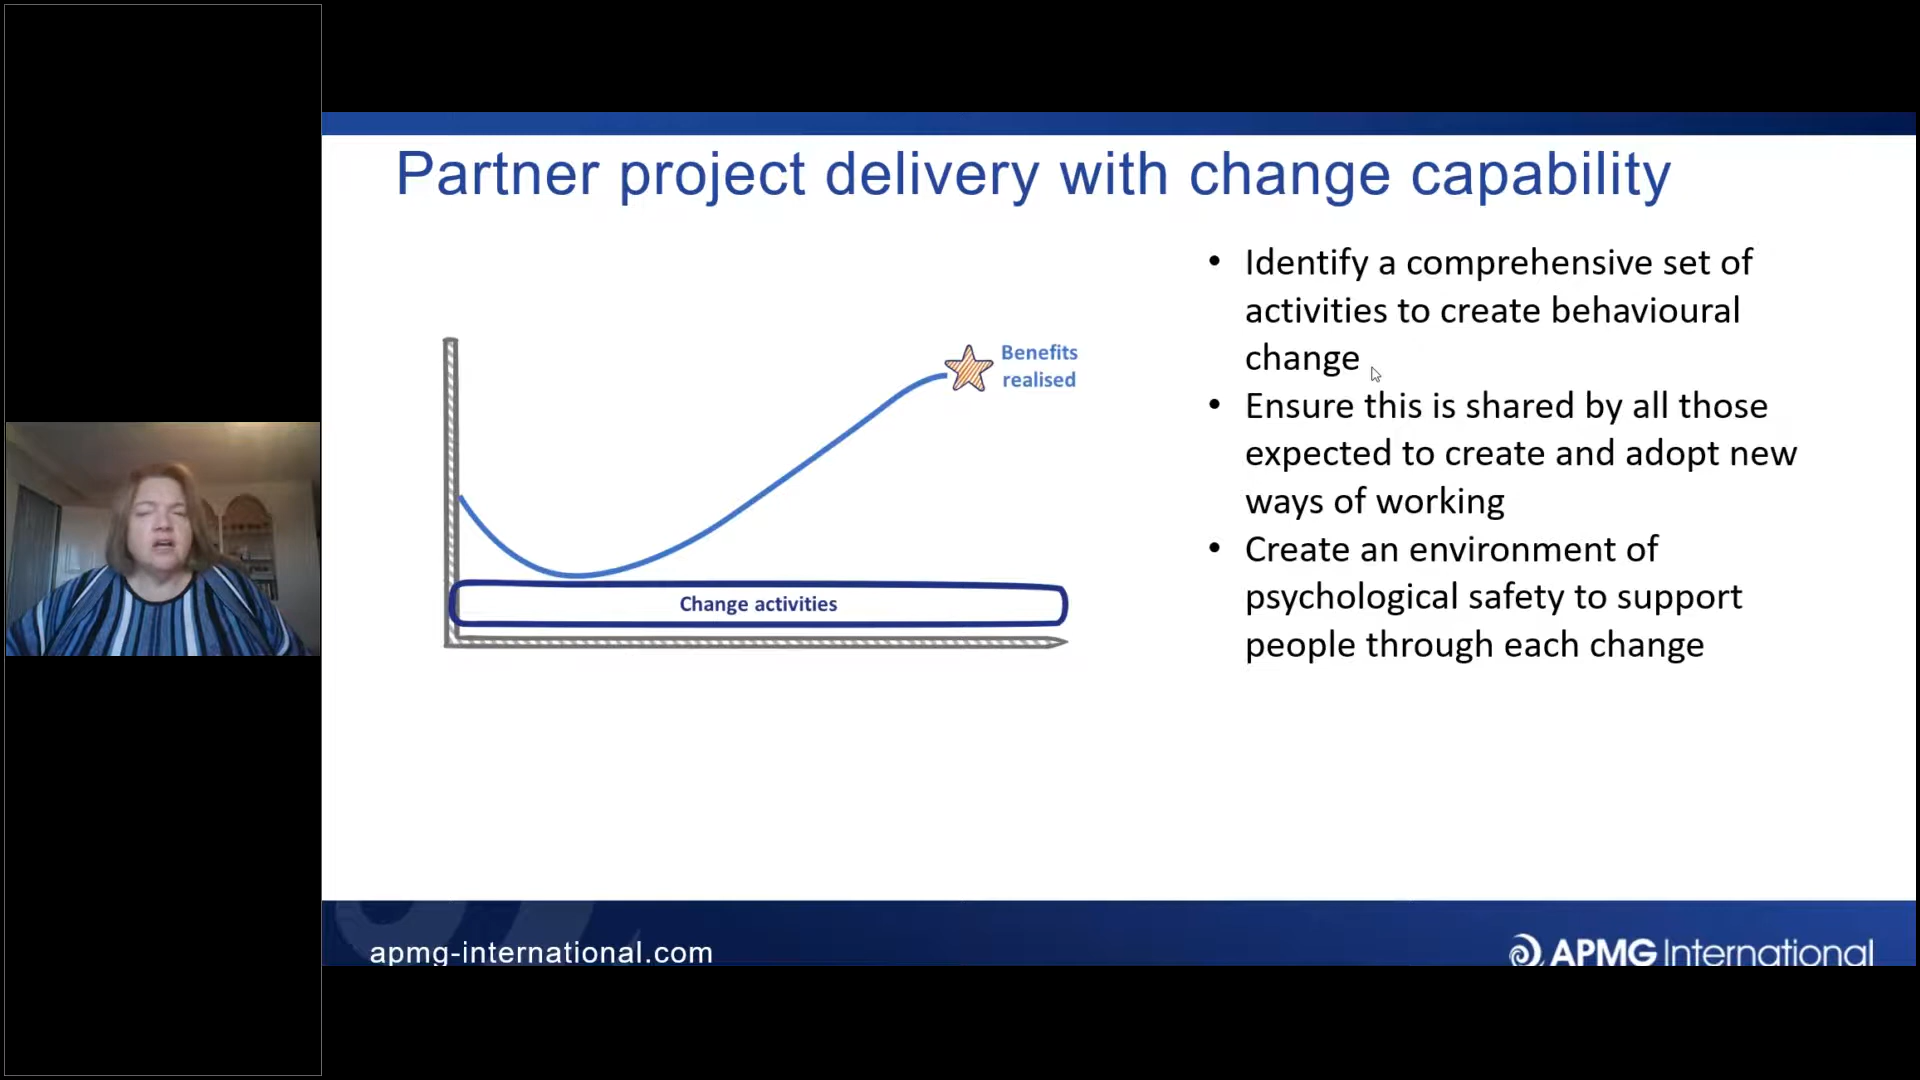 Partner project delivery with change capability
Benefits
realised
Change activities
• Identify a comprehensive set of
activities to create behavioural
change
• Ensure this is shared by all those
expected to create and adopt new
ways of working
• Create an environment of
psychological safety to support
people through each change
apmg-international.com
APMG International